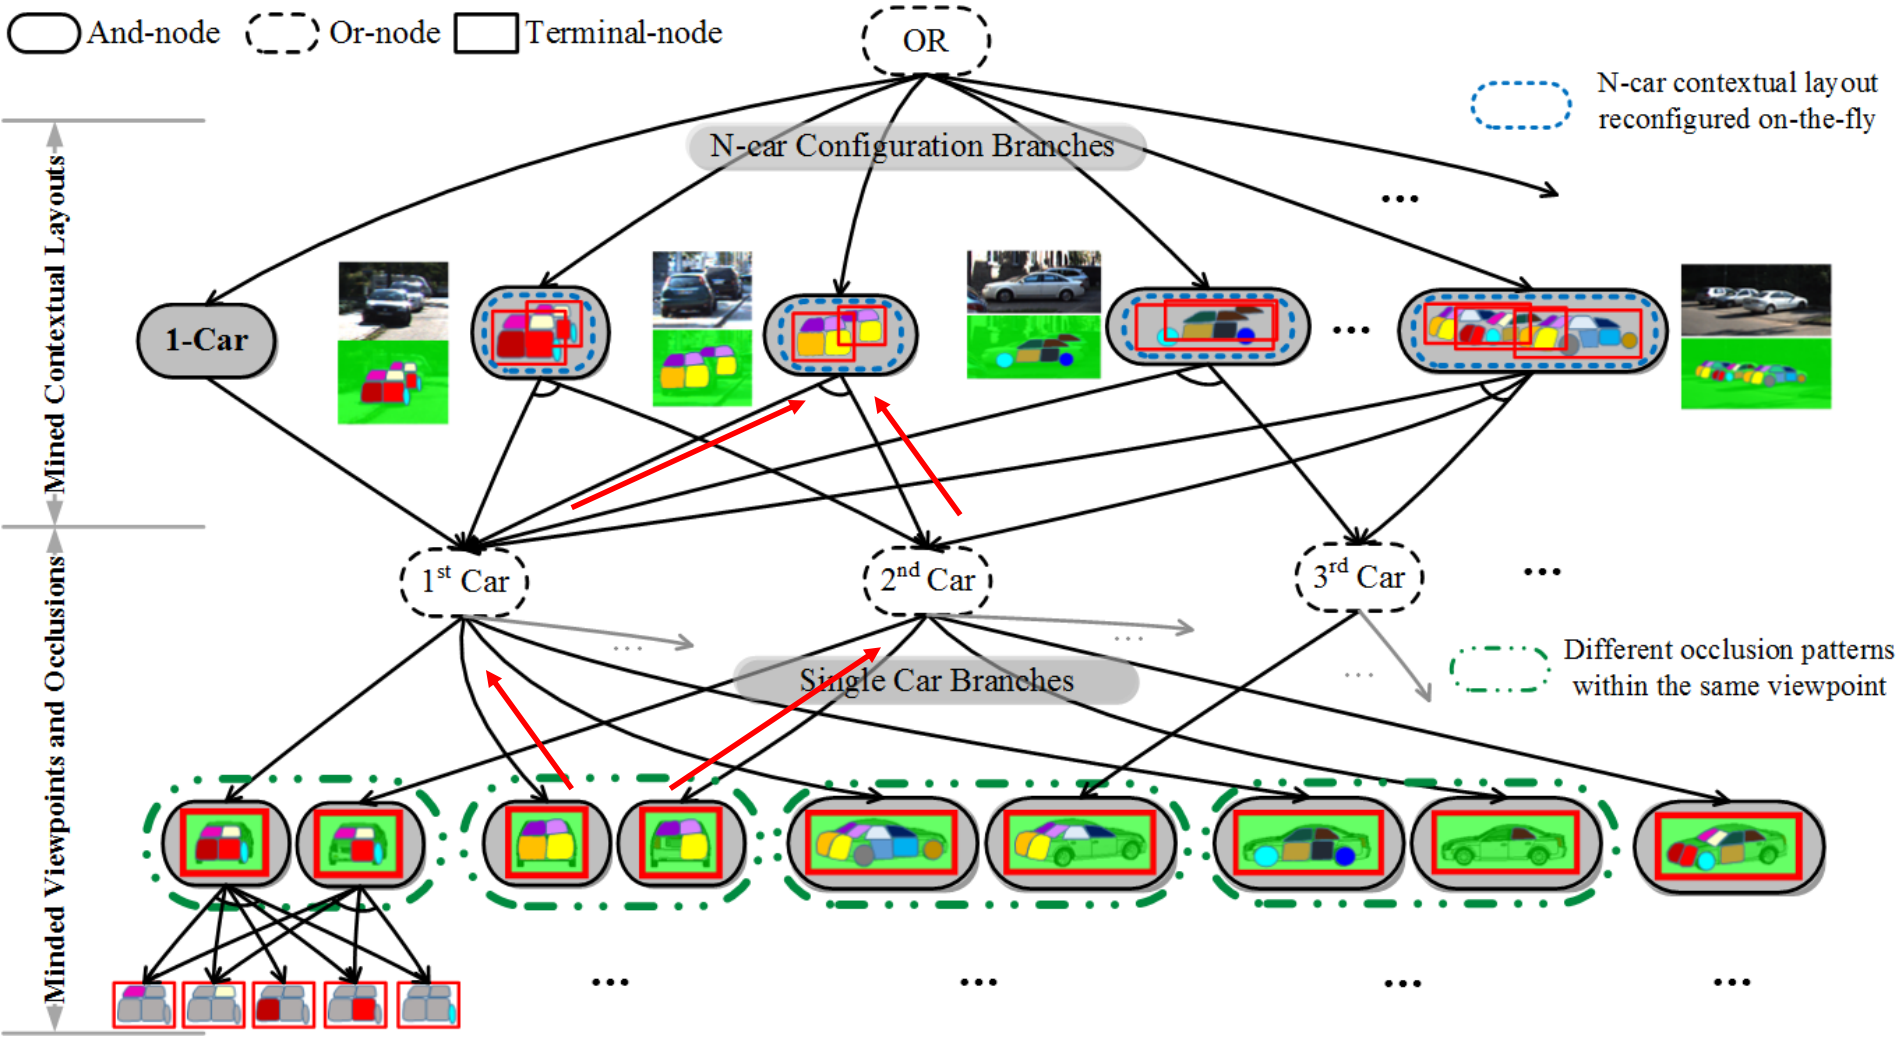 And-node
Or-node
Terminal-node
OR
N-car contextual layout
reconfigured on-the-fly
N-car Configuration Branches
...
Mined Contextual Layouts
1-Car
...
1st Car
2nd Car
3rd Car
...
...
...
...
Single Car Branches
Different occlusion patterns
within the same viewpoint
Minded Viewpoints and Occlusions
...
...
...
...